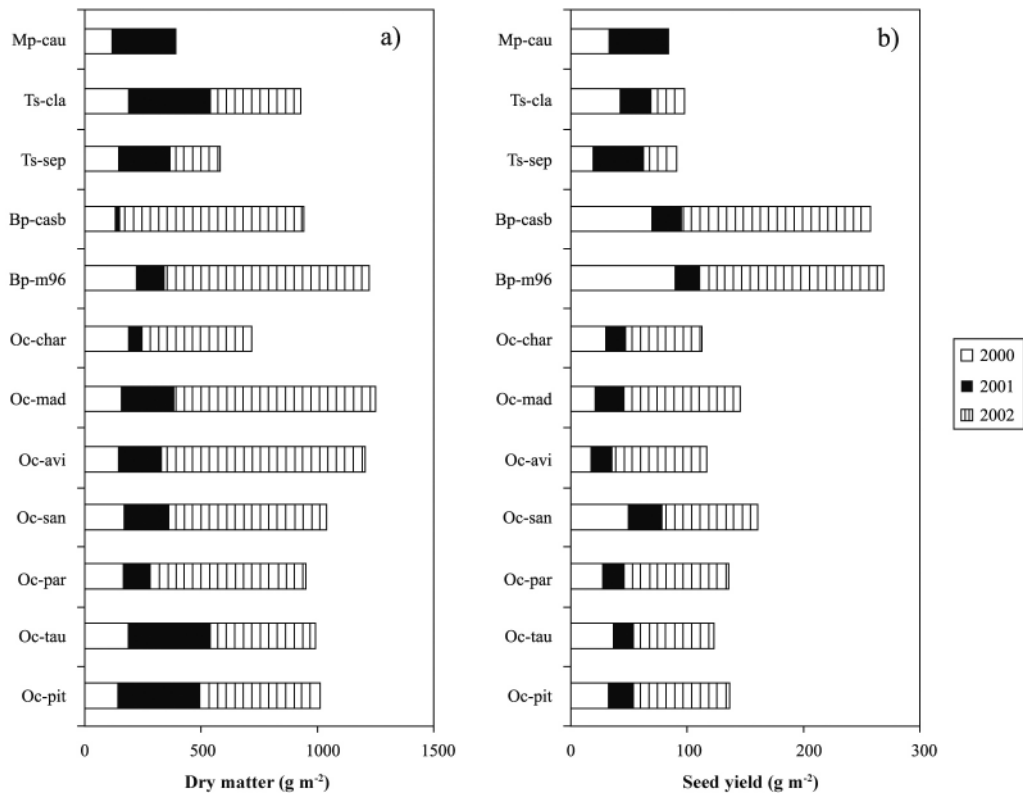 a)
b)
Mp-cau
Ts-cla
Ts-sep
Bp-casb
Bp-m96
Oc-char
Oc-mad
Oc-avi
Oc-san
Oc-par
Oc-tau
Oc-pit
0 500 1000 1500
Dry matter (g m⁻²)
Mp-cau
Ts-cla
Ts-sep
Bp-casb
Bp-m96
Oc-char
Oc-mad
Oc-avi
Oc-san
Oc-par
Oc-tau
Oc-pit
0 100 200 300
Seed yield (g m⁻²)
2000
2001
2002